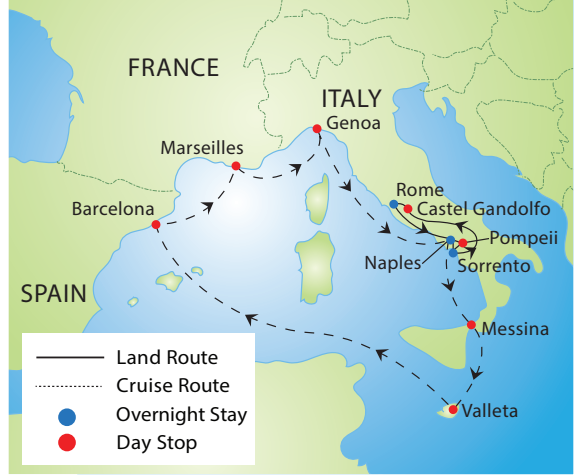 FRANCE
ITALY
Genoa
Marseilles
Rome
Castel Gandolfo
Barcelona
Pompeii
Naples
Sorrento
SPAIN
Messina
Valleta
Land Route
Cruise Route
Overnight Stay
Day Stop